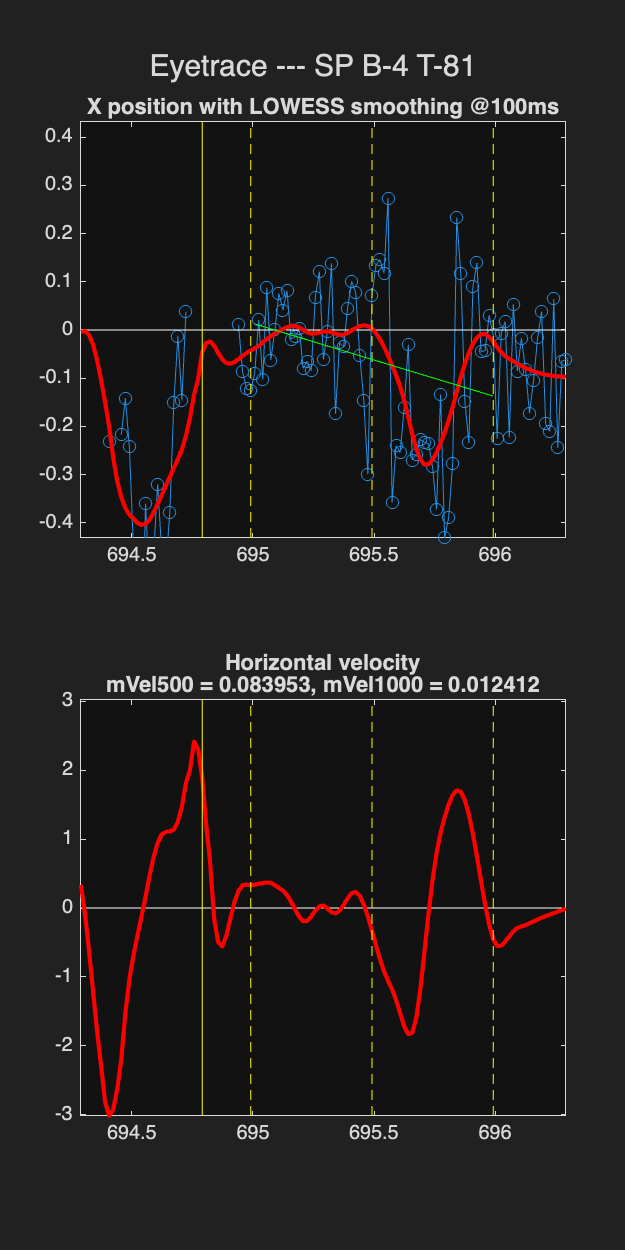 Eyetrace --- SP B-4 T-81
X position with LOWESS smoothing @100ms
0.4
0.3
0.2
0.1
0
-0.1
-0.2
-0.3
-0.4
694.5 695 695.5 696
Horizontal velocity
mVel500 = 0.083953, mVel1000 = 0.012412
3
2
1
0
-1
-2
-3
694.5 695 695.5 696